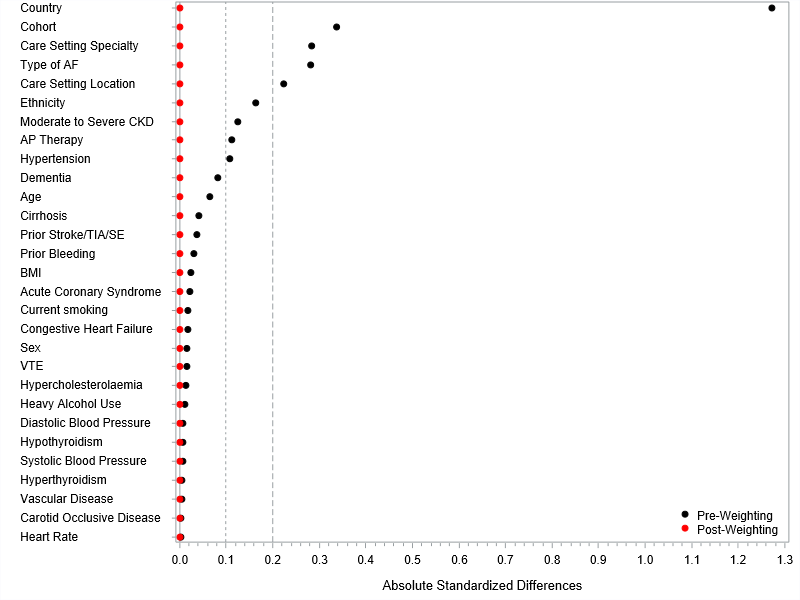 Country
Cohort
Care Setting Specialty
Type of AF
Care Setting Location
Ethnicity
Moderate to Severe CKD
AP Therapy
Hypertension
Dementia
Age
Cirrhosis
Prior Stroke/TIA/SE
Prior Bleeding
BMI
Acute Coronary Syndrome
Current smoking
Congestive Heart Failure
Sex
VTE
Hypercholesterolaemia
Heavy Alcohol Use
Diastolic Blood Pressure
Hypothyroidism
Systolic Blood Pressure
Hyperthyroidism
Vascular Disease
Carotid Occlusive Disease
Heart Rate
Pre-Weighting
Post-Weighting
0.0 0.1 0.2 0.3 0.4 0.5 0.6 0.7 0.8 0.9 1.0 1.1 1.2 1.3
Absolute Standardized Differences